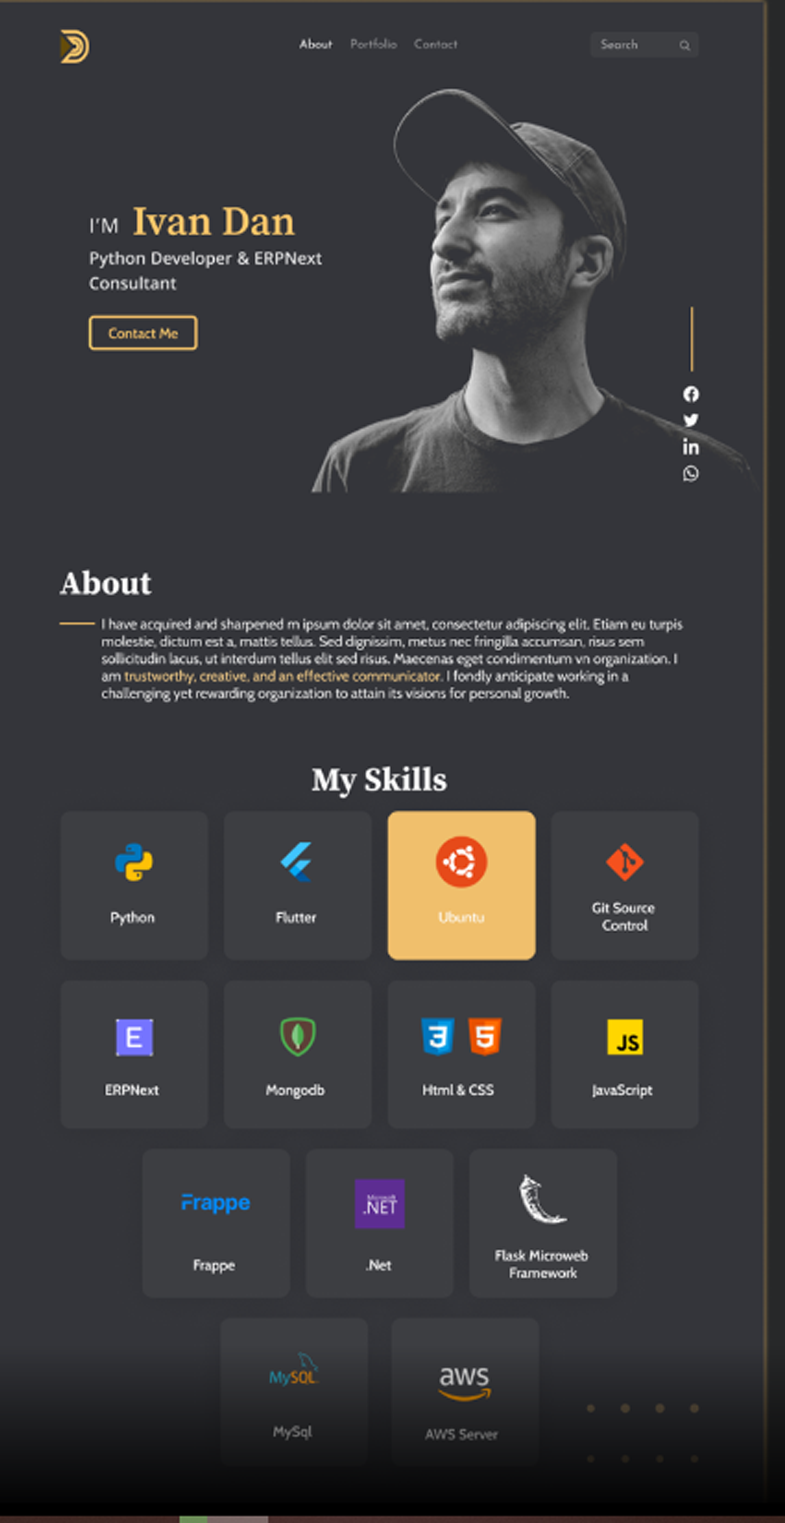 About Portfolio Contact Search
I'M Ivan Dan
Python Developer & ERPNext
Consultant
Contact Me
About
I have acquired and sharpened m ipsum dolor sit amet, consectetur adipiscing elit. Etiam eu turpis
molestie, dictum est a, mattis tellus. Sed dignissim, metus nec fringilla accumsan, risus sem
sollicitudin lacus, ut interdum tellus elit sed risus. Maecenas eget condimentum vn organization. I
am trustworthy, creative, and an effective communicator. I fondly anticipate working in a
challenging yet rewarding organization to attain its visions for personal growth.
My Skills
Python
Flutter
Ubuntu
Git Source
Control
E
ERPNext
Mongodb
3 5
Html & CSS
JS
JavaScript
Frappe
Frappe
Microsoft
.NET
.Net
Flask Microweb
Framework
MySQL
MySql
aws
AWS Server